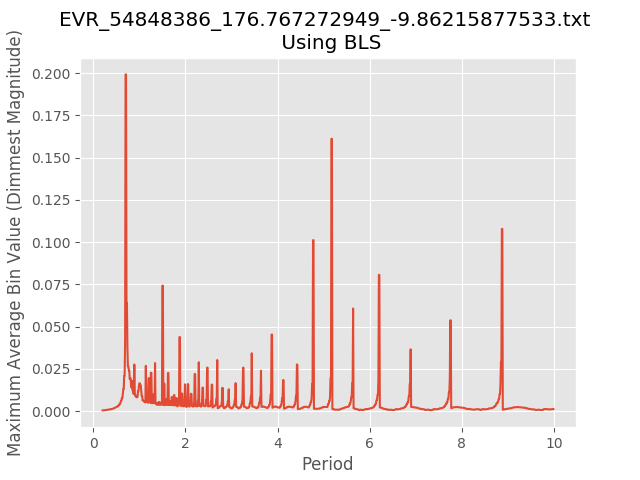 EVR_54848386_176.767272949_-9.86215877533.txt
Using BLS
Maximum Average Bin Value (Dimmest Magnitude)
0.200
0.175
0.150
0.125
0.100
0.075
0.050
0.025
0.000
0 2 4 6 8 10
Period